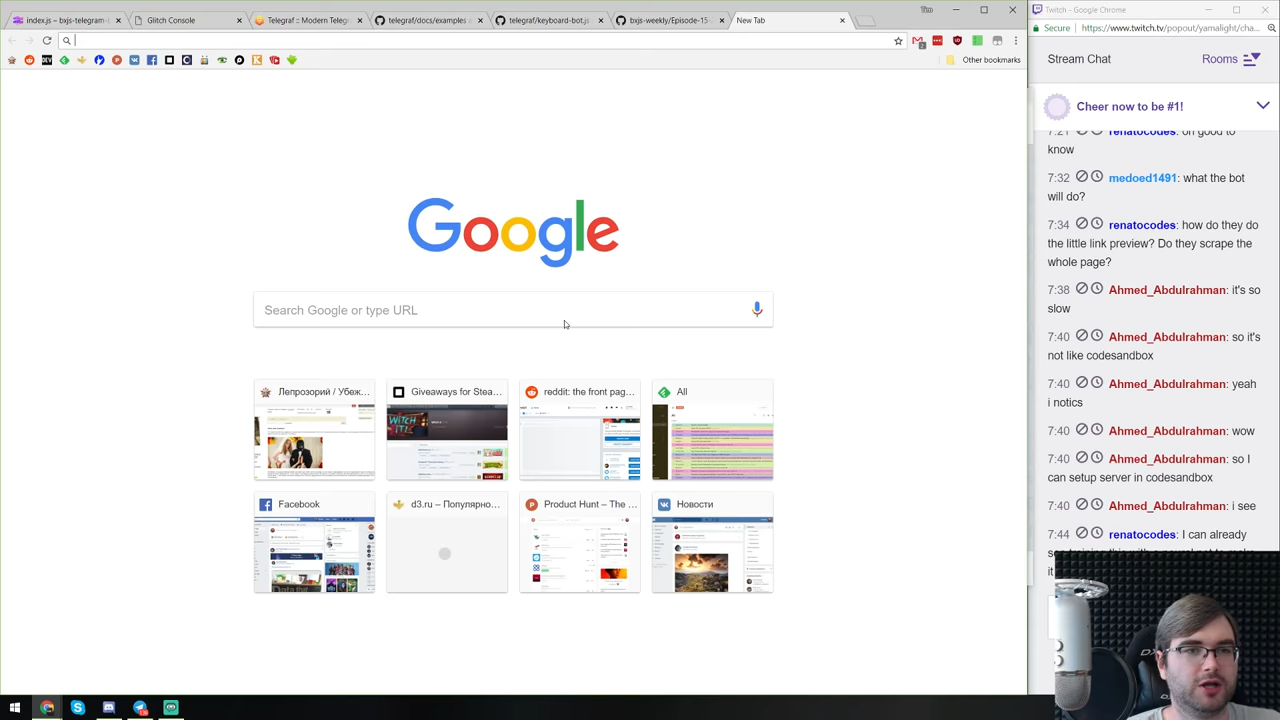 index.js – bxjs-telegram-b
Glitch Console
Telegraf :: Modern Telegr
telegraf/docs/examples a
telegraf/keyboard-bot.js
bxjs-weekly/Episode-15-
New Tab
Tim
Twitch - Google Chrome
Secure
https://www.twitch.tv/popout/yamalight/cha...
Other bookmarks
Google
Search Google or type URL
Лепрозорий / Убеж...
Giveaways for Stea...
reddit: the front pag...
All
Facebook
d3.ru – Популярно...
Product Hunt – The ...
Новости
Stream Chat
Rooms
Cheer now to be #1!
7:21 renatocodes: oh good to
know
7:32 medoed1491: what the bot
will do?
7:34 renatocodes: how do they do
the little link preview? Do they scrape the
whole page?
7:38 Ahmed_Abdulrahman: it's so
slow
7:40 Ahmed_Abdulrahman: so it's
not like codesandbox
7:40 Ahmed_Abdulrahman: yeah
i notics
7:40 Ahmed_Abdulrahman: wow
7:40 Ahmed_Abdulrahman: so I
can setup server in codesandbox
7:40 Ahmed_Abdulrahman: i see
7:44 renatocodes: I can already